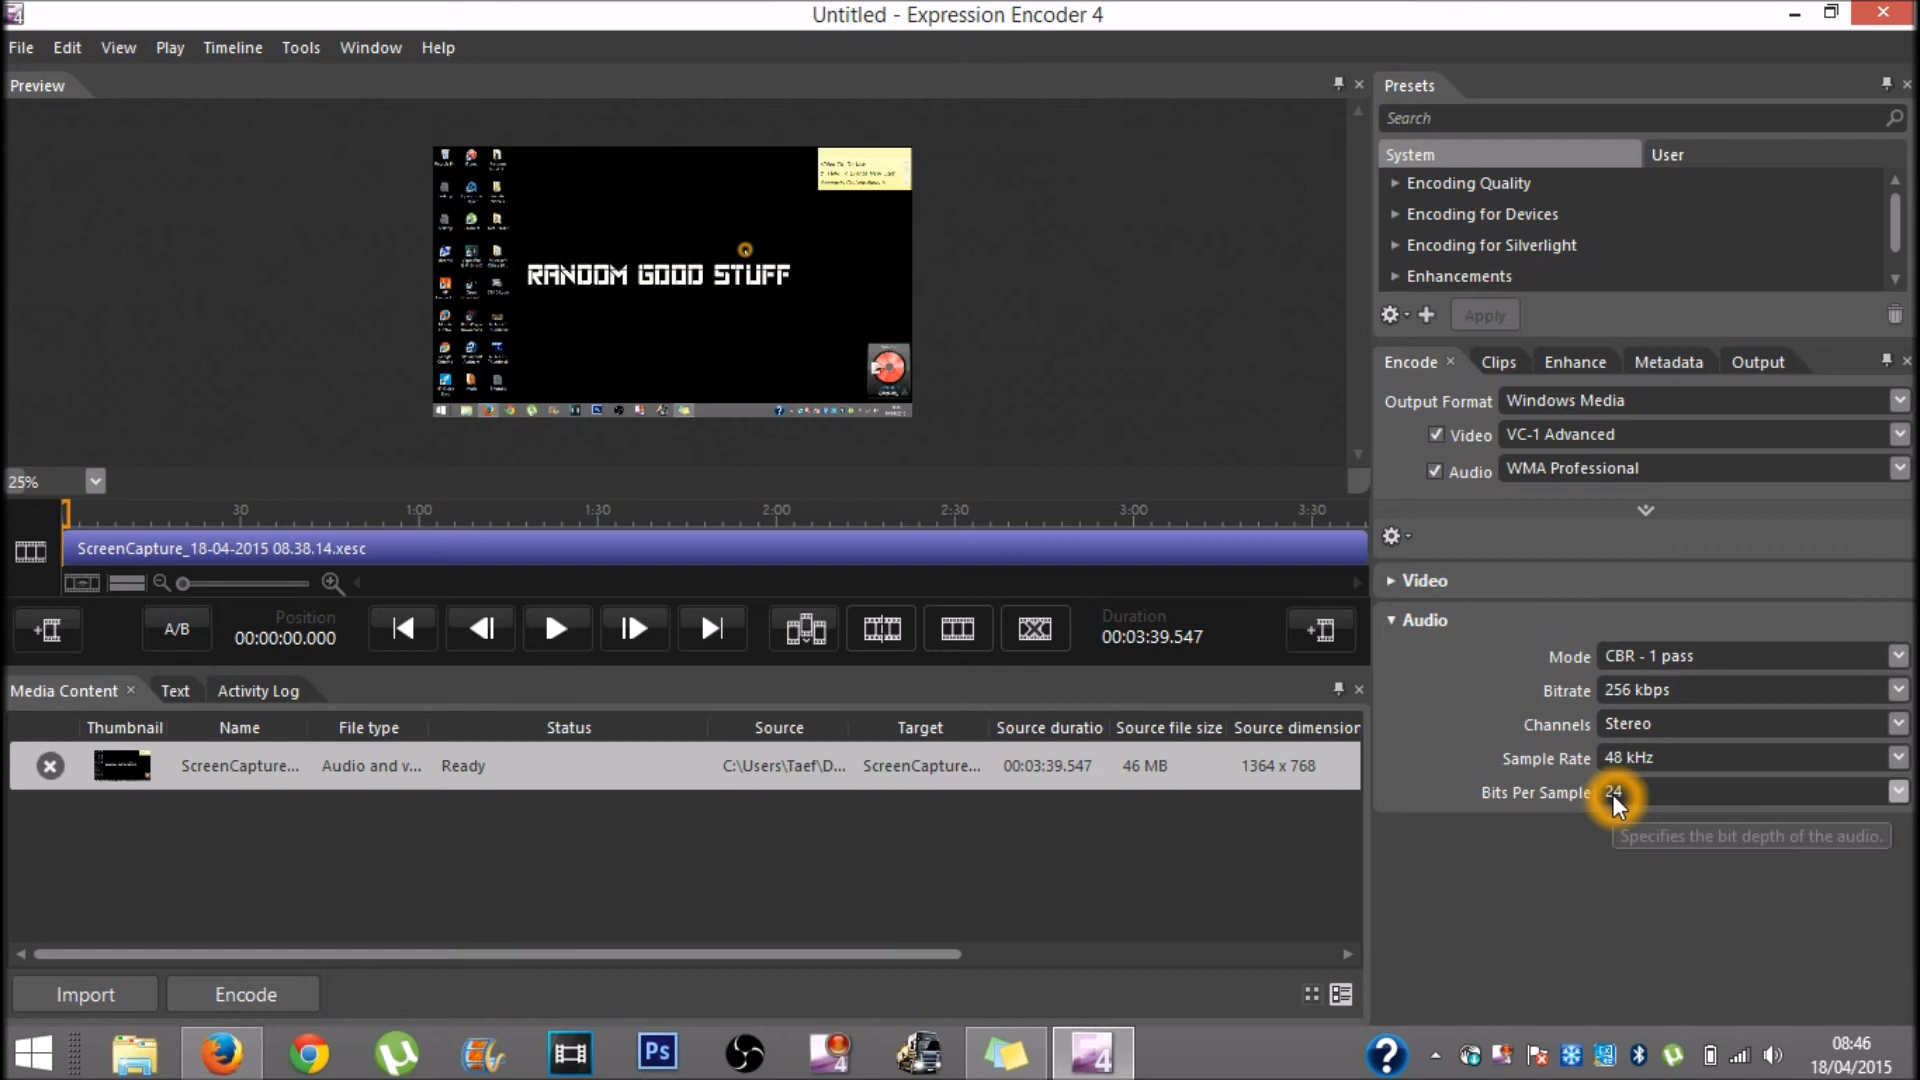 Untitled - Expression Encoder 4
File Edit View Play Timeline Tools Window Help
Preview
RANDOM GOOD STUFF
25%
30 1:00 1:30 2:00 2:30 3:00 3:30
ScreenCapture_18-04-2015 08.38.14.xesc
A/B
Position
00:00:00.000
Duration
00:03:39.547
Media Content Text Activity Log
Thumbnail Name File type Status Source Target Source duratio Source file size Source dimension
ScreenCapture... Audio and v... Ready C:\Users\Taef\D... ScreenCapture... 00:03:39.547 46 MB 1364 x 768
Import Encode
Presets
Search
System User
Encoding Quality
Encoding for Devices
Encoding for Silverlight
Enhancements
Apply
Encode Clips Enhance Metadata Output
Output Format Windows Media
Video VC-1 Advanced
Audio WMA Professional
Video
Audio
Mode CBR - 1 pass
Bitrate 256 kbps
Channels Stereo
Sample Rate 48 kHz
Bits Per Sample 24
Specifies the bit depth of the audio.
Ps
4
4
08:46
18/04/2015